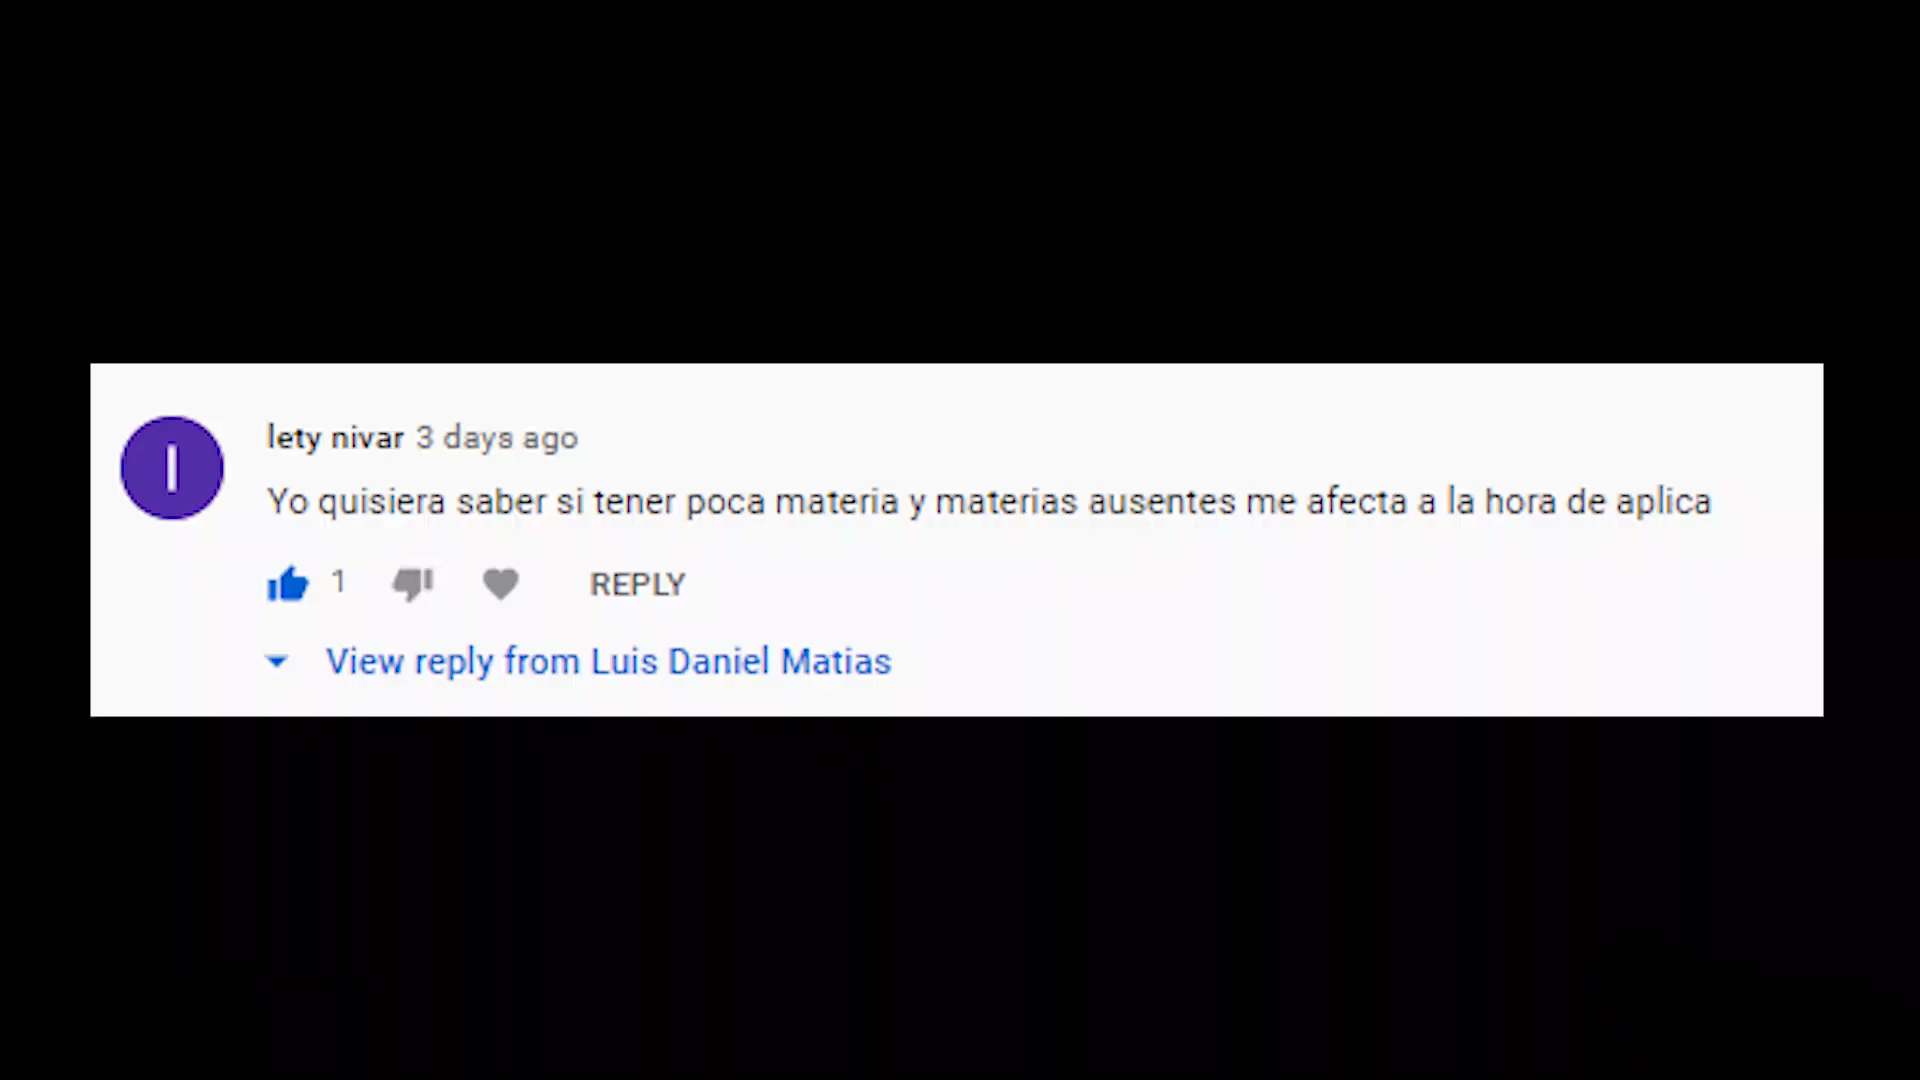 l
lety nivar 3 days ago
Yo quisiera saber si tener poca materia y materias ausentes me afecta a la hora de aplica
1 REPLY
View reply from Luis Daniel Matias